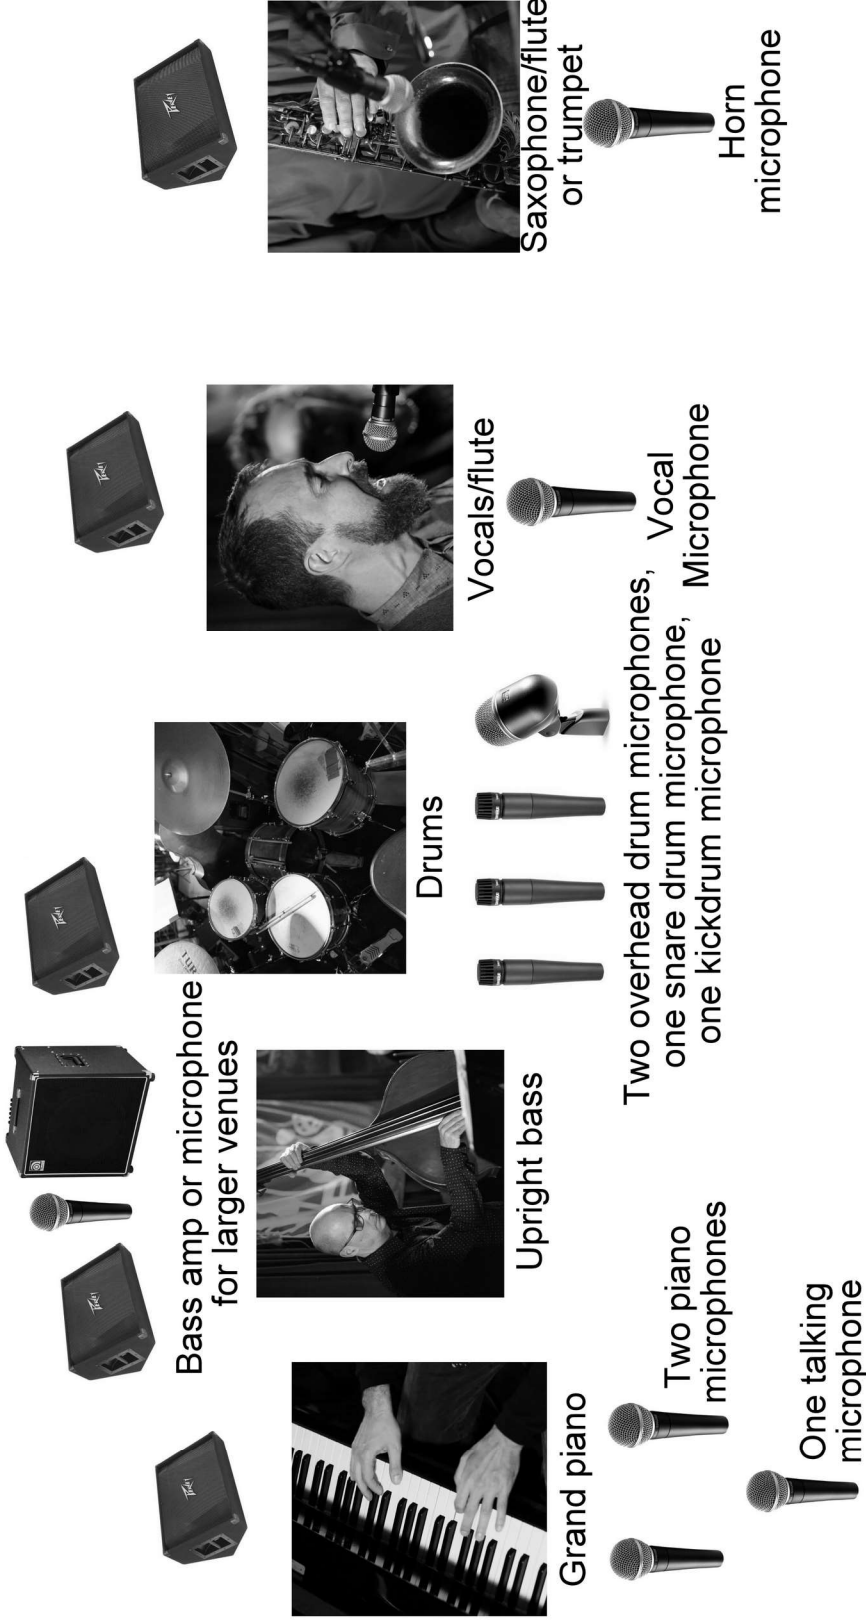 Bass amp or microphone
for larger venues
Grand piano
Upright bass
Drums
Vocals/flute
Saxophone/flute
or trumpet
Two piano
microphones
One talking
microphone
Two overhead drum microphones,
one snare drum microphone,
one kickdrum microphone
Vocal
Microphone
Horn
microphone